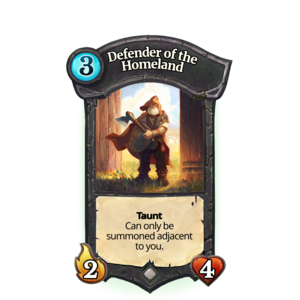 3
Defender of the
Homeland
Taunt
Can only be
summoned adjacent
to you.
2
4